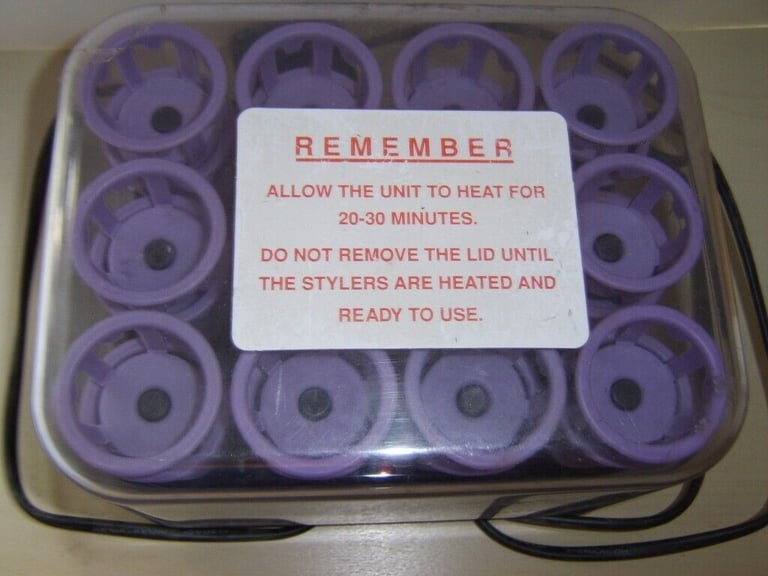 REMEMBER
ALLOW THE UNIT TO HEAT FOR
20-30 MINUTES.
DO NOT REMOVE THE LID UNTIL
THE STYLERS ARE HEATED AND
READY TO USE.